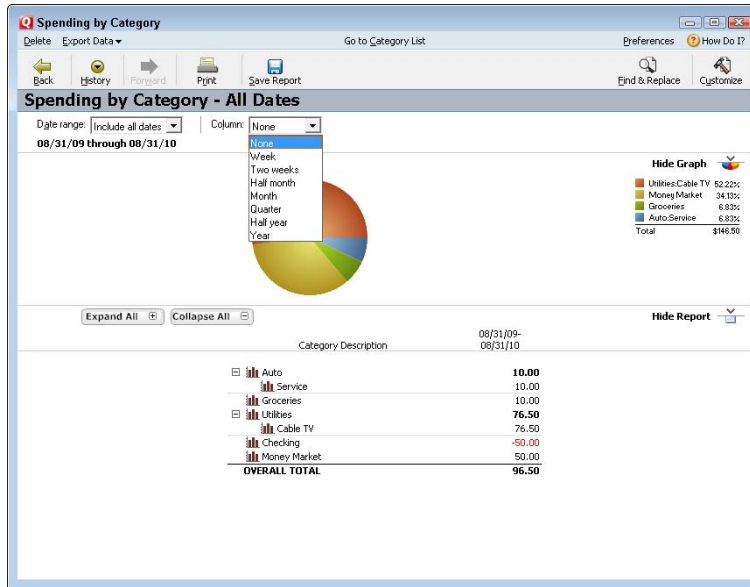 Spending by Category
Delete Export Data Go to Category List Preferences How Do I?
Back History Forward Print Save Report Find & Replace Customize
Spending by Category - All Dates
Date range: Include all dates Column: None
08/31/09 through 08/31/10
None
Week
Two weeks
Half month
Month
Quarter
Half year
Year
Hide Graph
Utilities:Cable TV 52.22%
Money Market 34.13%
Groceries 6.83%
Auto:Service 6.83%
Total $146.50
Expand All Collapse All Hide Report
Category Description 08/31/09-
08/31/10
Auto 10.00
Service 10.00
Groceries 10.00
Utilities 76.50
Cable TV 76.50
Checking -50.00
Money Market 50.00
OVERALL TOTAL 96.50